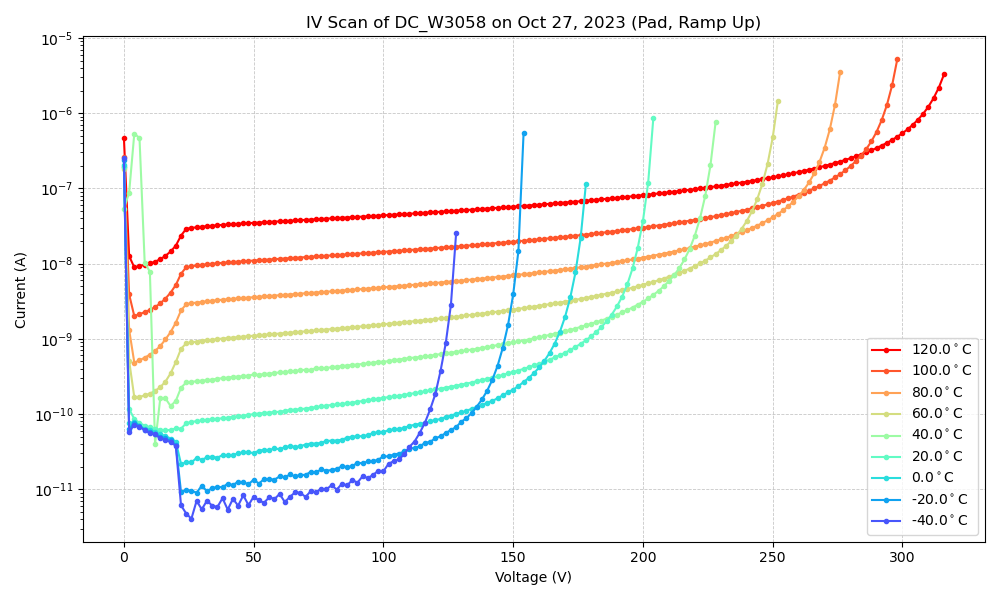 IV Scan of DC_W3058 on Oct 27, 2023 (Pad, Ramp Up)
Current (A)
10⁻⁵
10⁻⁶
10⁻⁷
10⁻⁸
10⁻⁹
10⁻¹⁰
10⁻¹¹
120.0°C
100.0°C
80.0°C
60.0°C
40.0°C
20.0°C
0.0°C
-20.0°C
-40.0°C
0 50 100 150 200 250 300
Voltage (V)